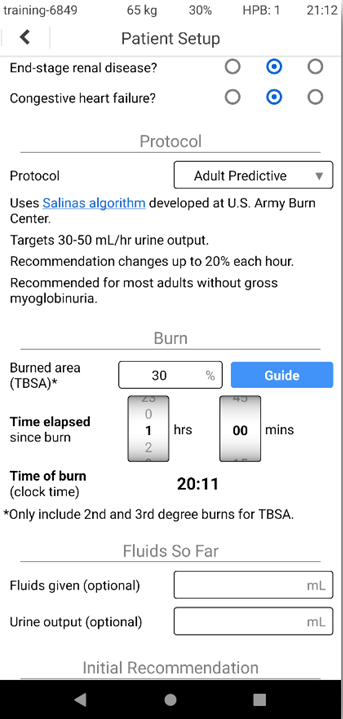 training-6849 65 kg 30% HPB: 1 21:12
Patient Setup
End-stage renal disease?
Congestive heart failure?
Protocol
Protocol Adult Predictive
Uses Salinas algorithm developed at U.S. Army Burn
Center.
Targets 30-50 mL/hr urine output.
Recommendation changes up to 20% each hour.
Recommended for most adults without gross
myoglobinuria.
Burn
Burned area
(TBSA)*
30 %
Guide
23
0
45
Time elapsed
since burn
1 hrs 00 mins
2
15
Time of burn
(clock time)
20:11
*Only include 2nd and 3rd degree burns for TBSA.
Fluids So Far
Fluids given (optional) mL
Urine output (optional) mL
Initial Recommendation